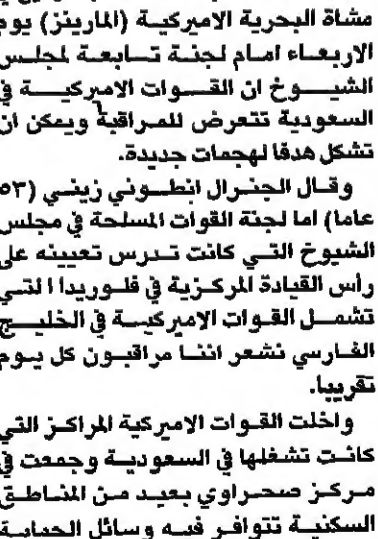 مشاة البحرية الاميركية (المارينز) يوم
الاربعاء امام لجنة تابعة لمجلس
الشيوخ ان القوات الاميركية في
السعودية تتعرض للمراقبة ويمكن ان
تشكل هدفا لهجمات جديدة.
وقال الجنرال انطوني زيني (٥٣
عاما) اما لجنة القوات المسلحة في مجلس
الشيوخ التي كانت تدرس تعيينه على
رأس القيادة المركزية في فلوريدا التي
تشمل القوات الاميركية في الخليج
الفارسي نشعر اننا مراقبون كل يوم
تقريبا.
واخلت القوات الاميركية المراكز التي
كانت تشغلها في السعودية وجمعت في
مركز صحراوي بعيد من المناطق
السكنية تتوافر فيه وسائل الحماية